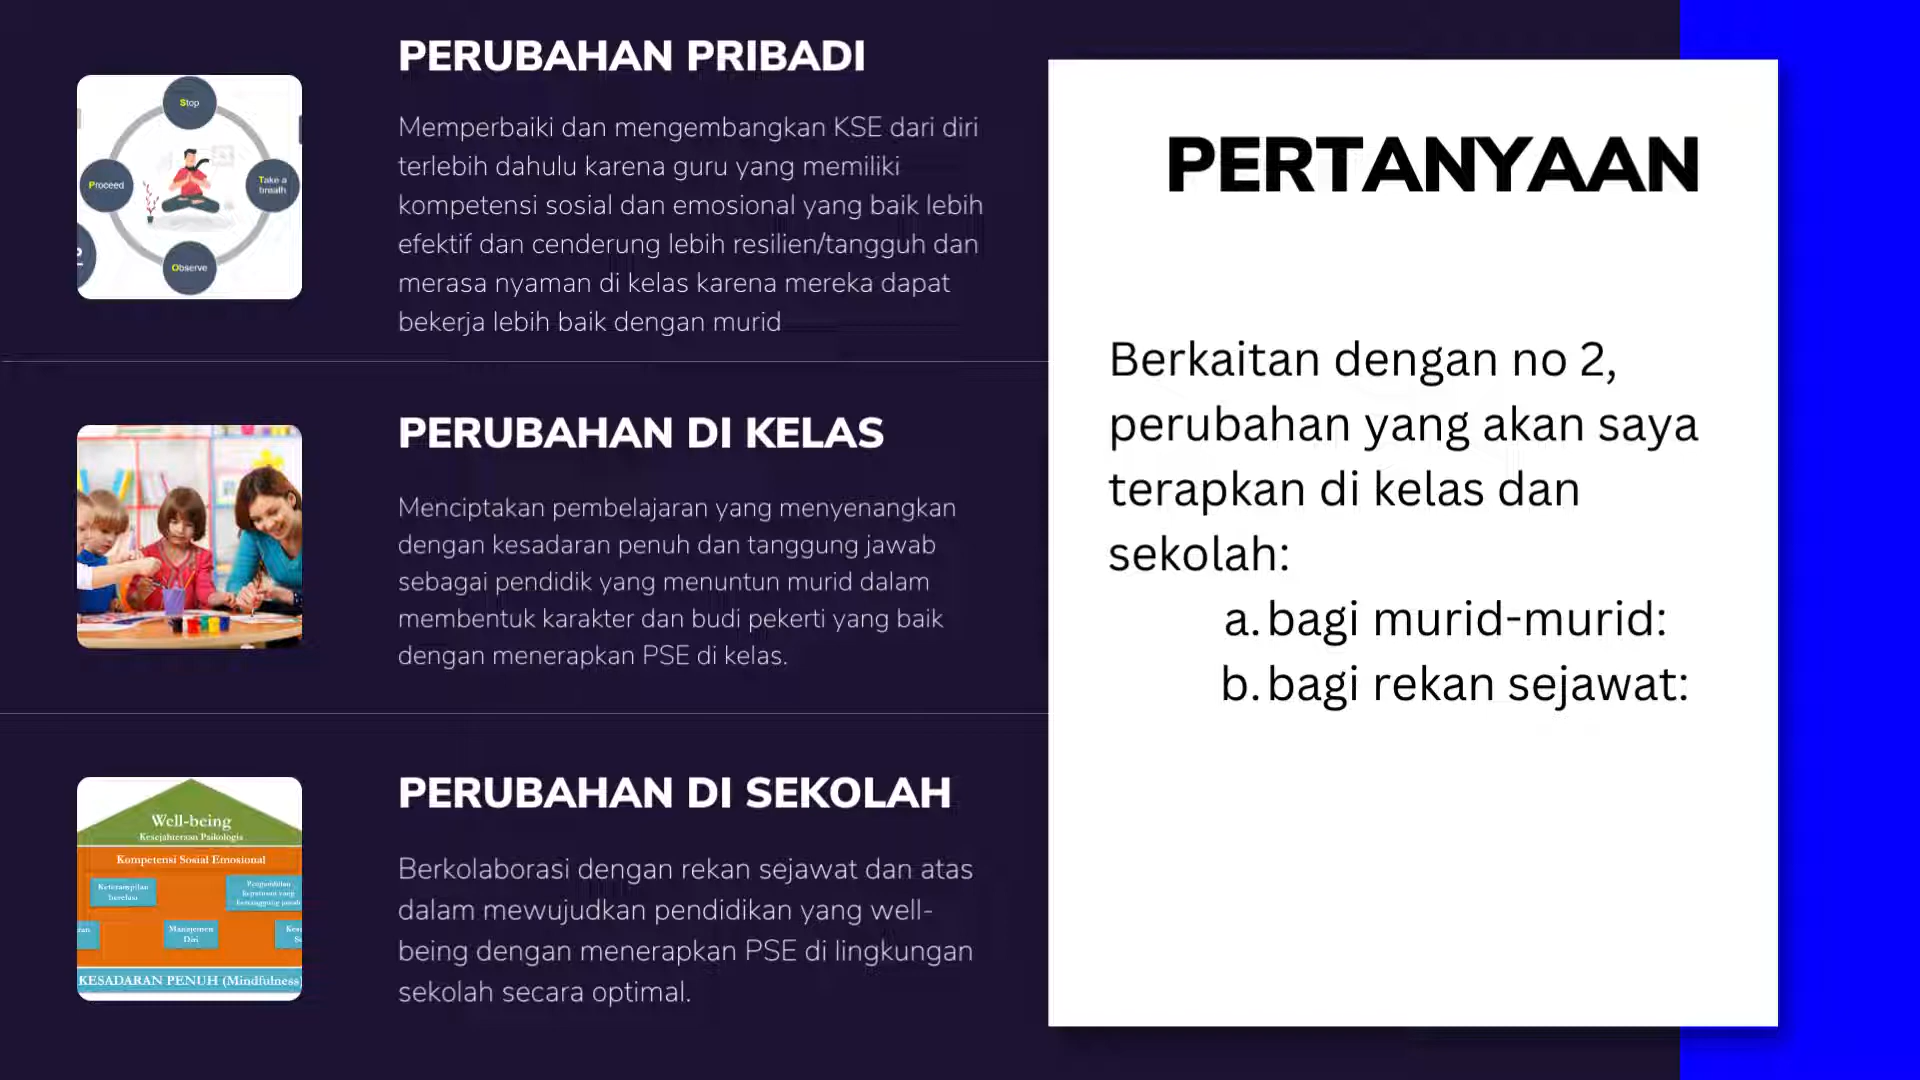 PERUBAHAN PRIBADI
Stop
Take a
breath
Observe
Proceed
Memperbaiki dan mengembangkan KSE dari diri
terlebih dahulu karena guru yang memiliki
kompetensi sosial dan emosional yang baik lebih
efektif dan cenderung lebih resilien/tangguh dan
merasa nyaman di kelas karena mereka dapat
bekerja lebih baik dengan murid
PERUBAHAN DI KELAS
Menciptakan pembelajaran yang menyenangkan
dengan kesadaran penuh dan tanggung jawab
sebagai pendidik yang menuntun murid dalam
membentuk karakter dan budi pekerti yang baik
dengan menerapkan PSE di kelas.
PERUBAHAN DI SEKOLAH
Well-being
Kesejahteraan Psikologis
Kompetensi Sosial Emosional
Keterampilan
berelasi
Pengambilan
keputusan yang
bertanggung jawab
Manajemen
Diri
KESADARAN PENUH (Mindfulness)
Berkolaborasi dengan rekan sejawat dan atas
dalam mewujudkan pendidikan yang well-
being dengan menerapkan PSE di lingkungan
sekolah secara optimal.
PERTANYAAN
Berkaitan dengan no 2,
perubahan yang akan saya
terapkan di kelas dan
sekolah:
a. bagi murid-murid:
b. bagi rekan sejawat: